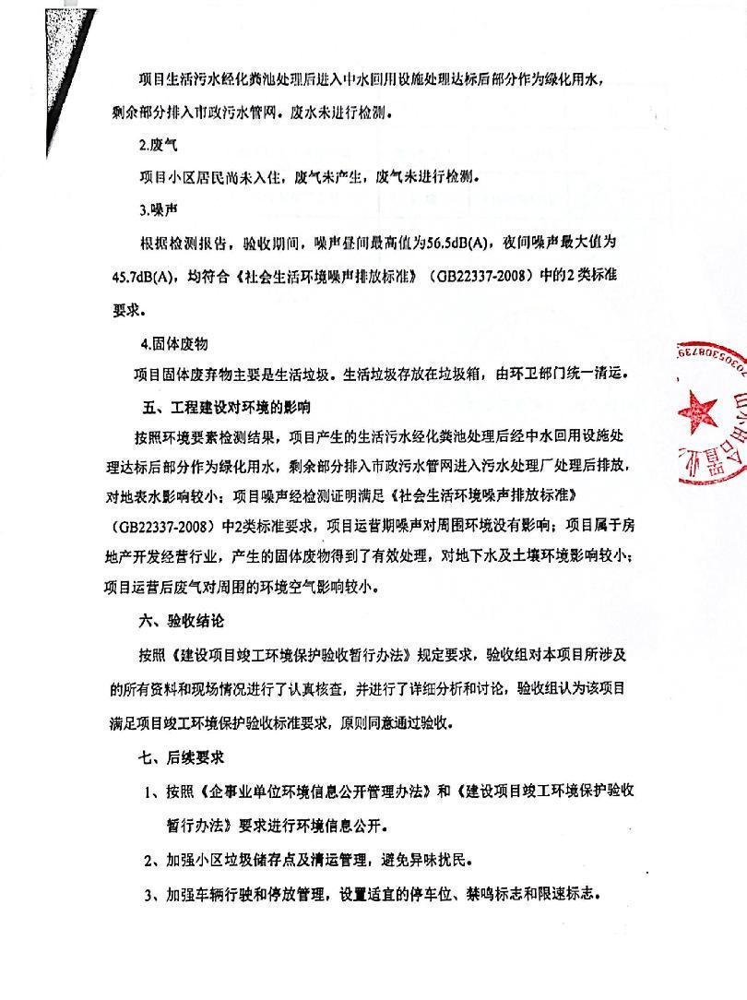 项目生活污水经化粪池处理后进入中水回用设施处理达标后部分作为绿化用水，
剩余部分排入市政污水管网。废水未进行检测。
2.废气
项目小区居民尚未入住，废气未产生，废气未进行检测。
3.噪声
根据检测报告，验收期间，噪声昼间最高值为56.5dB(A)，夜间噪声最大值为
45.7dB(A)，均符合《社会生活环境噪声排放标准》（GB22337-2008）中的2 类标准
要求。
4.固体废物
项目固体废弃物主要是生活垃圾。生活垃圾存放在垃圾箱，由环卫部门统一清运。
五、工程建设对环境的影响
按照环境要素检测结果，项目产生的生活污水经化粪池处理后经中水回用设施处
理达标后部分作为绿化用水，剩余部分排入市政污水管网进入污水处理厂处理后排放，
对地表水影响较小；项目噪声经检测证明满足《社会生活环境噪声排放标准》
（GB22337-2008）中2类标准要求，项目运营期噪声对周围环境没有影响；项目属于房
地产开发经营行业，产生的固体废物得到了有效处理，对地下水及土壤环境影响较小；
项目运营后废气对周围的环境空气影响较小。
六、验收结论
按照《建设项目竣工环境保护验收暂行办法》规定要求，验收组对本项目所涉及
的所有资料和现场情况进行了认真核查，并进行了详细分析和讨论，验收组认为该项目
满足项目竣工环境保护验收标准要求，原则同意通过验收。
七、后续要求
1、按照《企事业单位环境信息公开管理办法》和《建设项目竣工环境保护验收
暂行办法》要求进行环境信息公开。
2、加强小区垃圾储存点及清运管理，避免异味扰民。
3、加强车辆行驶和停放管理，设置适宜的停车位、禁鸣标志和限速标志。